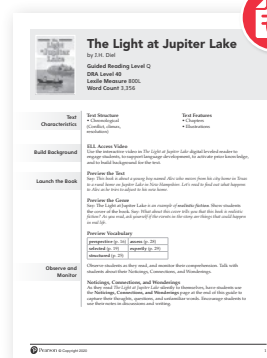 The Light at Jupiter Lake
by J.H. Diel
Guided Reading Level Q
DRA Level 40
Lexile Measure 800L
Word Count 3,356
Text Characteristics
Text Structure
• Chronological
(Conflict, climax,
resolution)
Text Features
• Chapters
• Illustrations
Build Background
ELL Access Video
Use the interactive video in The Light at Jupiter Lake digital leveled reader to
engage students, to support language development, to activate prior knowledge,
and to build background for the text.
Launch the Book
Preview the Text
Say: This book is about a young boy named Alec who moves from his city home in Texas
to a rural home on Jupiter Lake in New Hampshire. Let's read to find out what happens
to Alec as he tries to adjust to his new home.
Preview the Genre
Say: The Light at Jupiter Lake is an example of realistic fiction. Show students
the cover of the book. Say: What about this cover tells you that this book is realistic
fiction? As you read, ask yourself if the events in the story are things that could happen
in real life.
Preview Vocabulary
perspective (p. 16) access (p. 28)
selected (p. 19) expertly (p. 29)
structured (p. 25)
Observe and Monitor
Observe students as they read, and monitor their comprehension. Talk with
students about their Noticings, Connections, and Wonderings.
Noticings, Connections, and Wonderings
As they read The Light at Jupiter Lake silently to themselves, have students use
the Noticings, Connections, and Wonderings page at the end of this guide to
capture their thoughts, questions, and unfamiliar words. Encourage students to
use their notes in discussions and writing.
Pearson © Copyright 2020
1